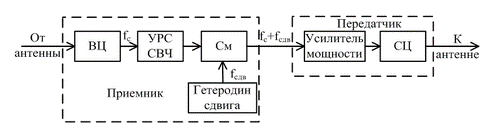 Передатчик
От
антенны
ВЦ
fс
УРС
СВЧ
См
fс+fсдв
Усилитель
мощности
СЦ
К
антенне
fсдв
Приемник
Гетеродин
сдвига